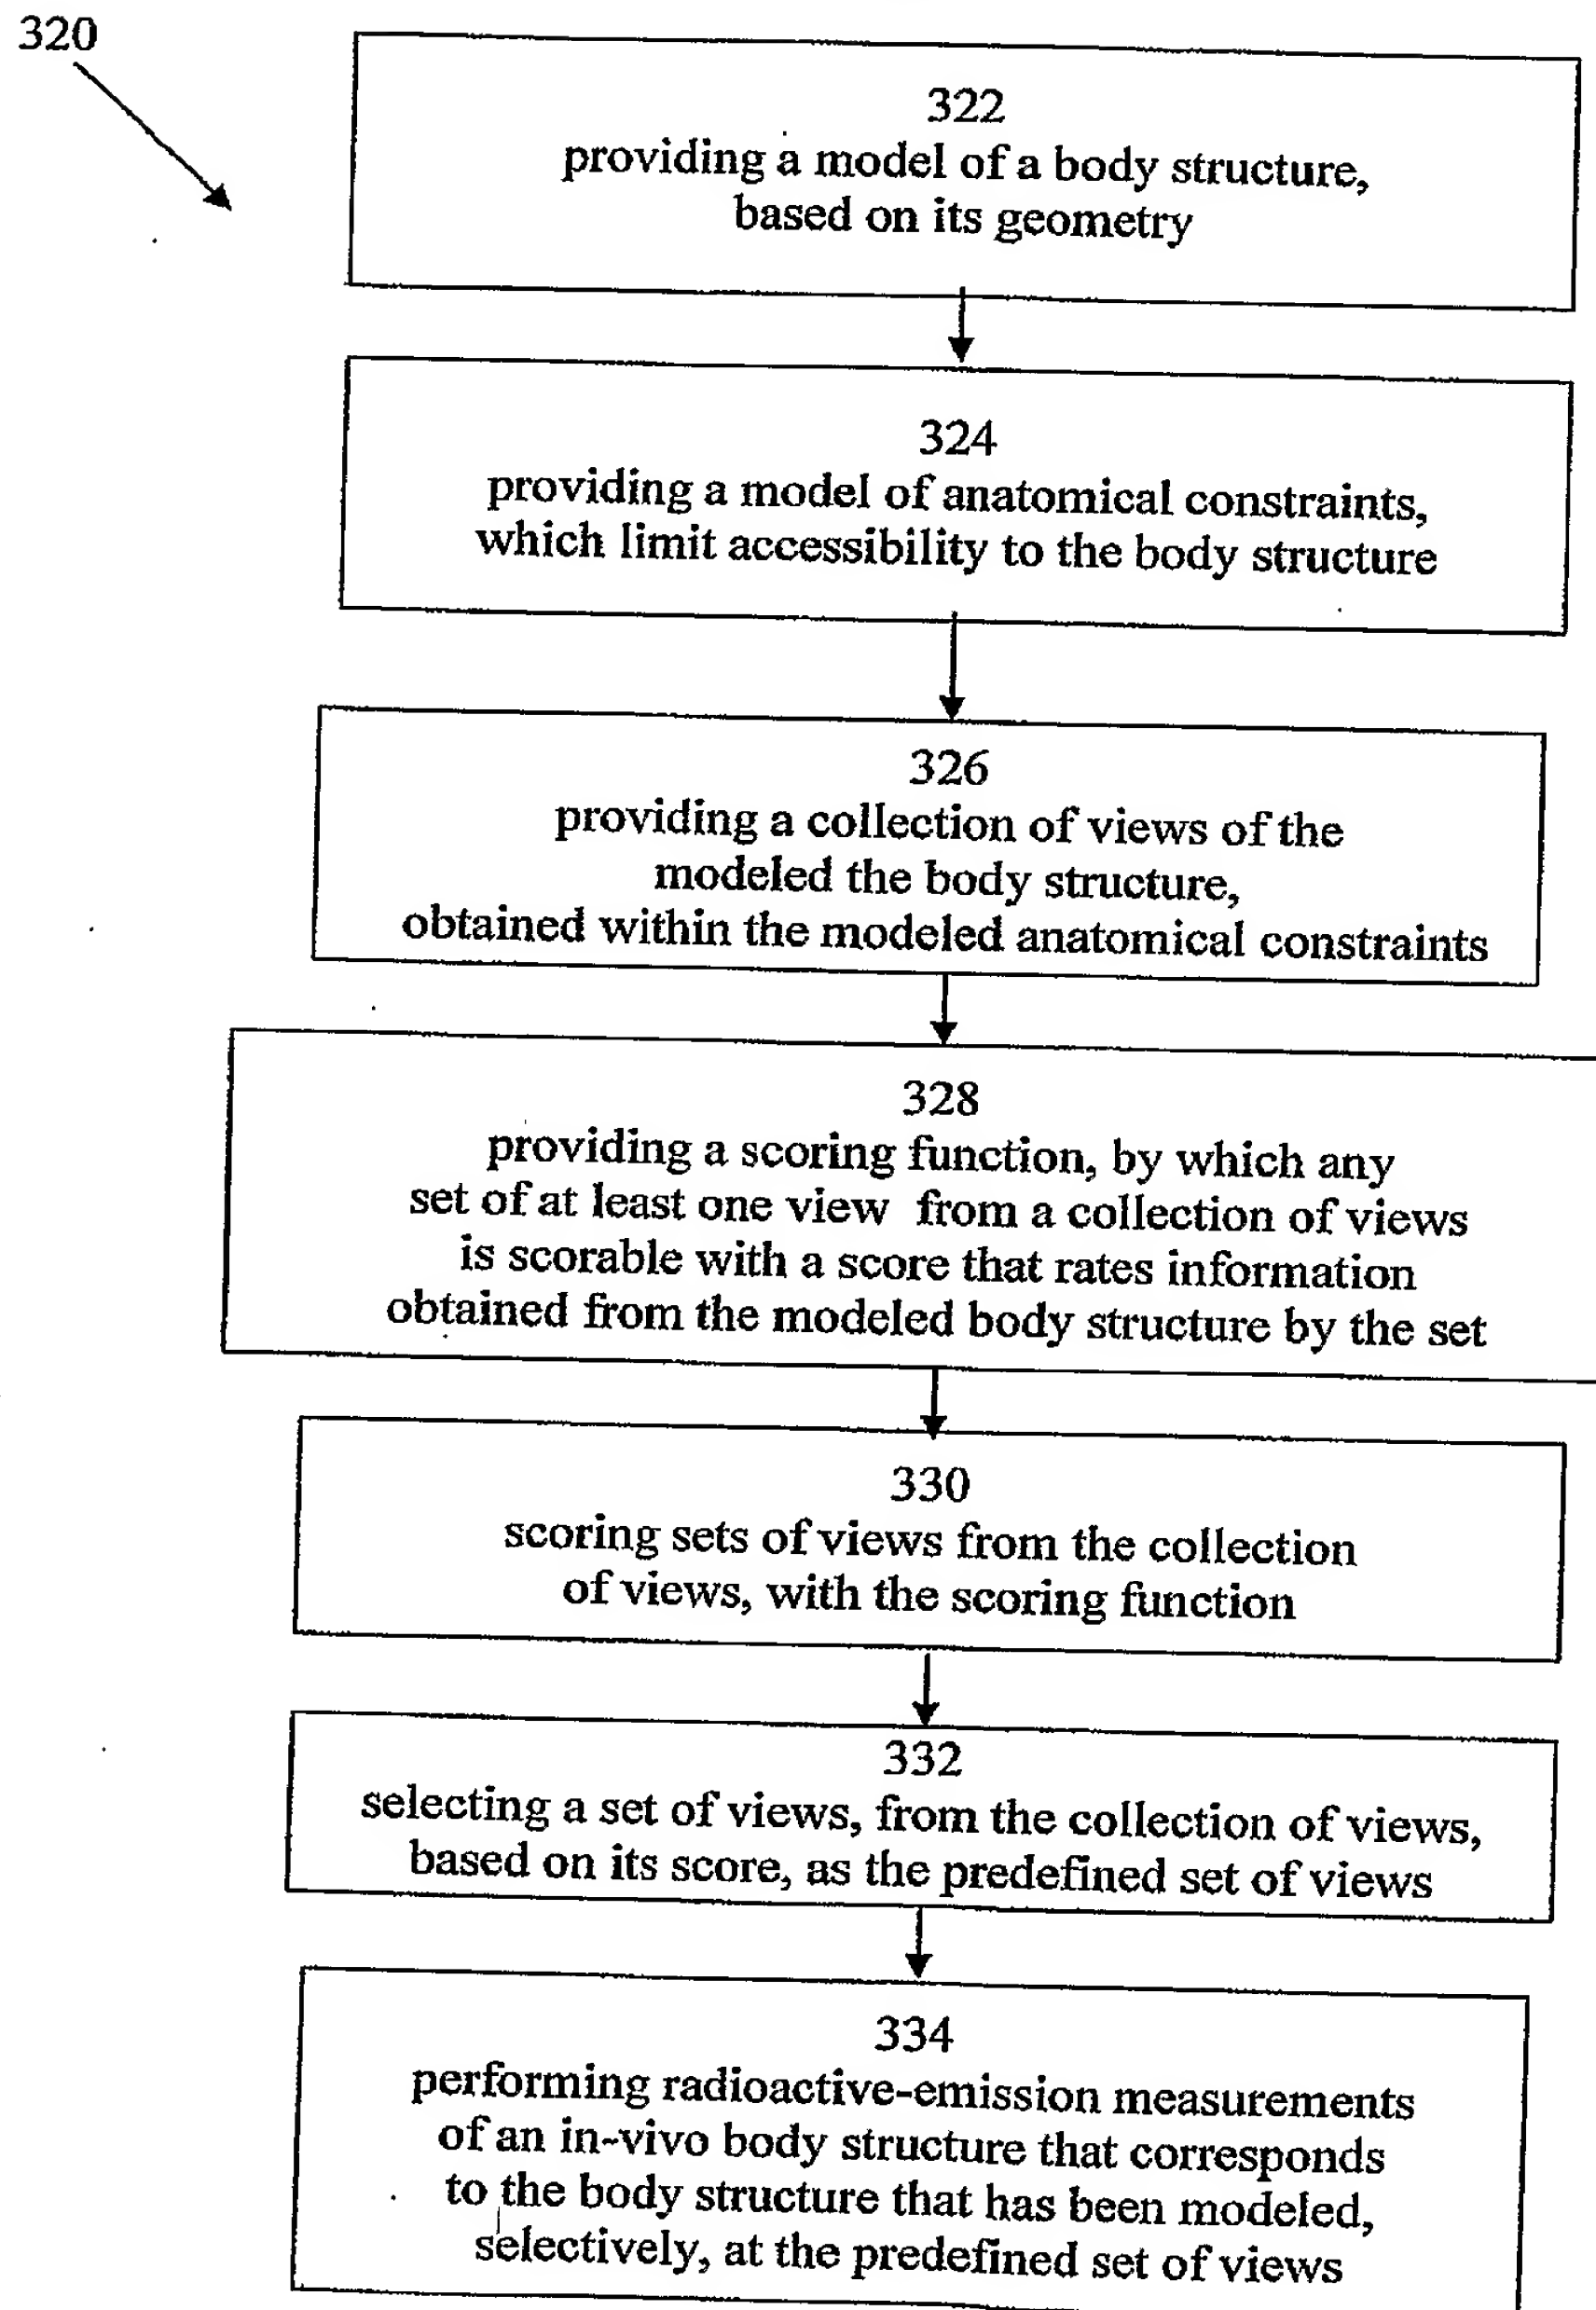 320
322
providing a model of a body structure,
based on its geometry
324
providing a model of anatomical constraints,
which limit accessibility to the body structure
326
providing a collection of views of the
modeled the body structure,
obtained within the modeled anatomical constraints
328
providing a scoring function, by which any
set of at least one view from a collection of views
is scorable with a score that rates information
obtained from the modeled body structure by the set
330
scoring sets of views from the collection
of views, with the scoring function
332
selecting a set of views, from the collection of views,
based on its score, as the predefined set of views
334
performing radioactive-emission measurements
of an in-vivo body structure that corresponds
to the body structure that has been modeled,
selectively, at the predefined set of views